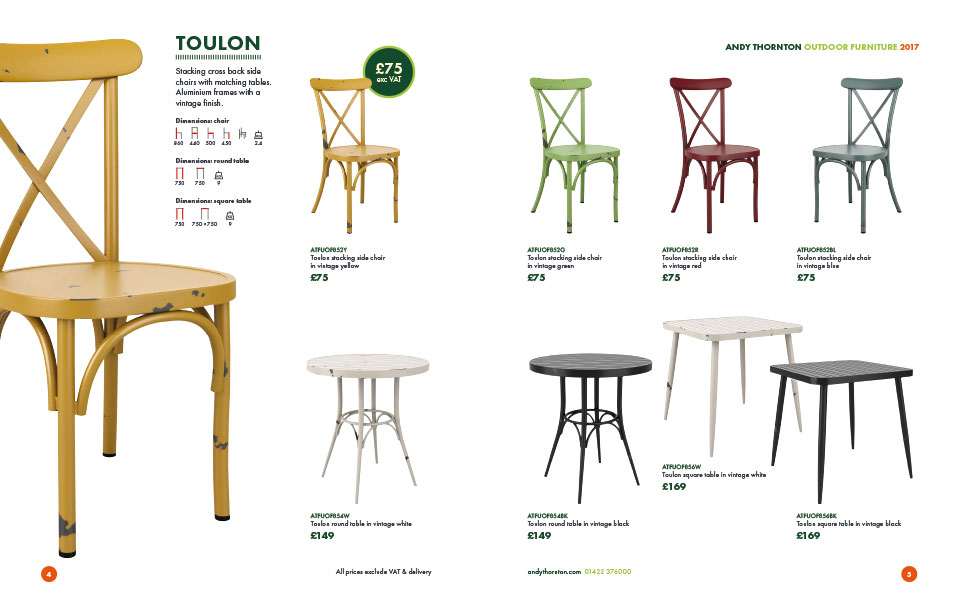 TOULON
Stacking cross back side
chairs with matching tables.
Aluminium frames with a
vintage finish.
Dimensions: chair
860 440 500 450 3.4
Dimensions: round table
750 750 9
Dimensions: square table
750 750×750 9
£75
exc VAT
ANDY THORNTON OUTDOOR FURNITURE 2017
ATFUOF852Y
Toulon stacking side chair
in vintage yellow
£75
ATFUOF852G
Toulon stacking side chair
in vintage green
£75
ATFUOF852R
Toulon stacking side chair
in vintage red
£75
ATFUOF852BL
Toulon stacking side chair
in vintage blue
£75
ATFUOF854W
Toulon round table in vintage white
£149
ATFUOF854BK
Toulon round table in vintage black
£149
ATFUOF856W
Toulon square table in vintage white
£169
ATFUOF856BK
Toulon square table in vintage black
£169
4
All prices exclude VAT & delivery
andythornton.com 01422 376000
5